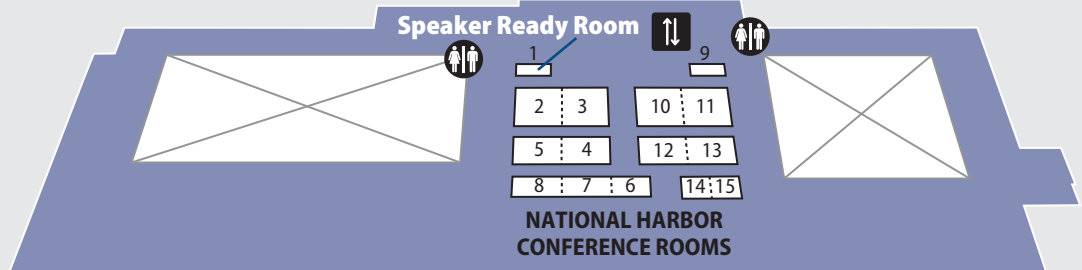 Speaker Ready Room
1 9
2 3 10 11
5 4 12 13
8 7 6 14 15
NATIONAL HARBOR
CONFERENCE ROOMS